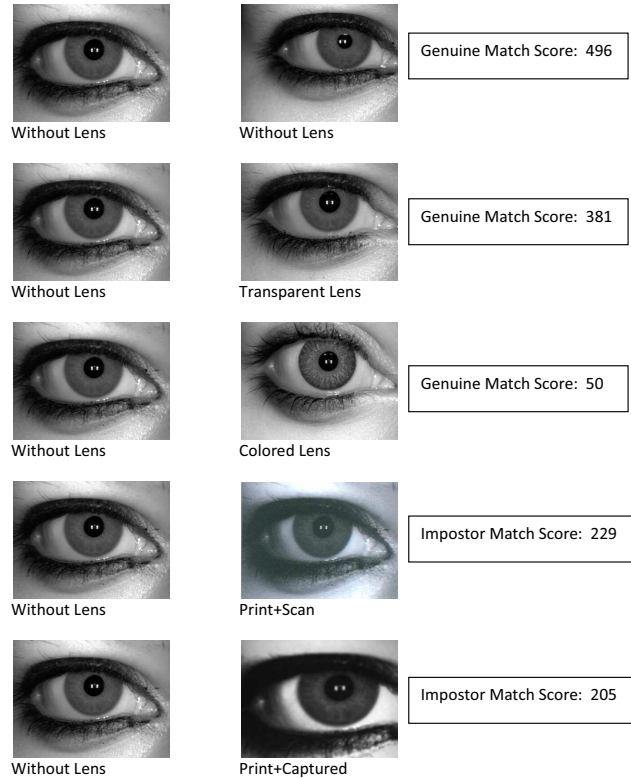 Genuine Match Score: 496
Without Lens
Without Lens
Genuine Match Score: 381
Without Lens
Transparent Lens
Genuine Match Score: 50
Without Lens
Colored Lens
Impostor Match Score: 229
Without Lens
Print+Scan
Impostor Match Score: 205
Without Lens
Print+Captured